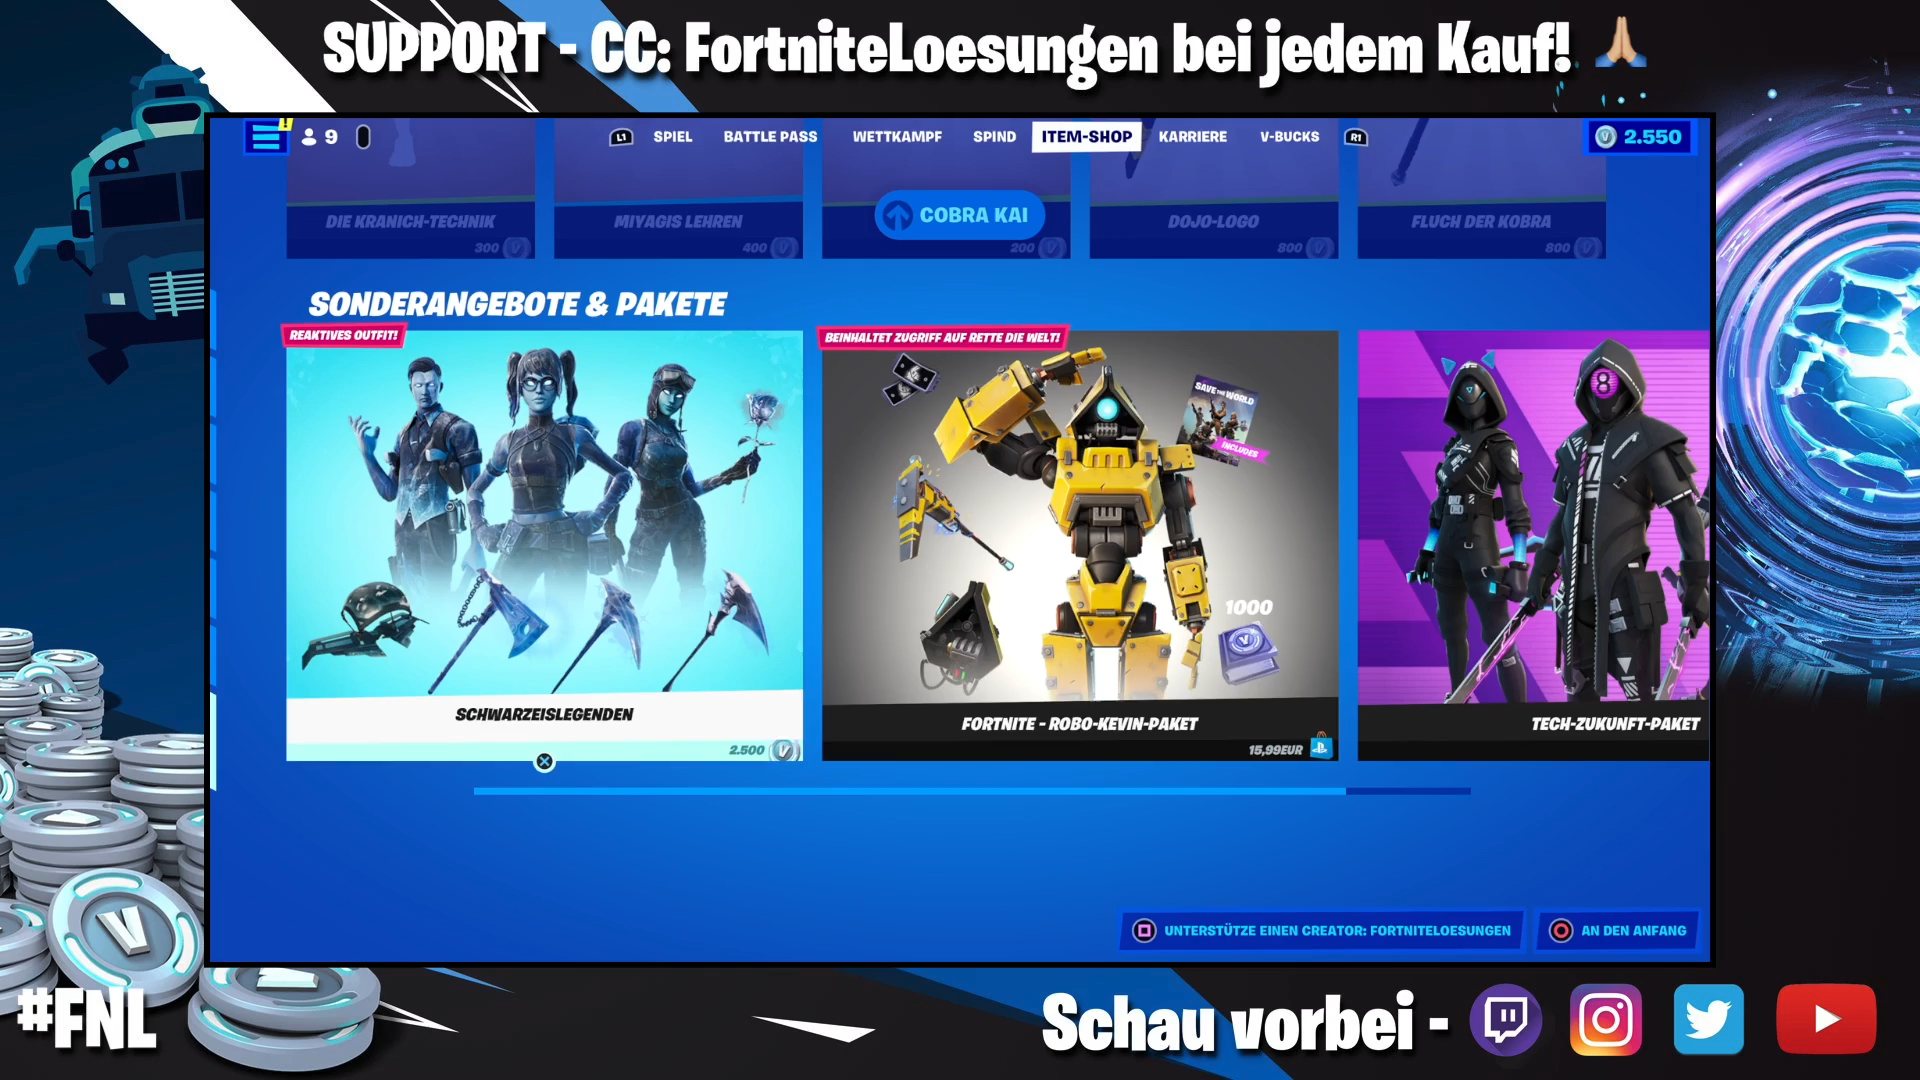 SUPPORT - CC: FortniteLoesungen bei jedem Kauf! 🙏🏼
!
9
L1
SPIEL
BATTLE PASS
WETTKAMPF
SPIND
ITEM-SHOP
KARRIERE
V-BUCKS
R1
2.550
COBRA KAI
DIE KRANICH-TECHNIK
300
MIYAGIS LEHREN
400
200
DOJO-LOGO
800
FLUCH DER KOBRA
800
SONDERANGEBOTE & PAKETE
REAKTIVES OUTFIT!
SCHWARZEISLEGENDEN
2.500
BEINHALTET ZUGRIFF AUF RETTE DIE WELT!
SAVE THE WORLD
INCLUDES
1000
FORTNITE - ROBO-KEVIN-PAKET
15,99EUR
8
TECH-ZUKUNFT-PAKET
UNTERSTÜTZE EINEN CREATOR: FORTNITELOESUNGEN
AN DEN ANFANG
#FNL
Schau vorbei -